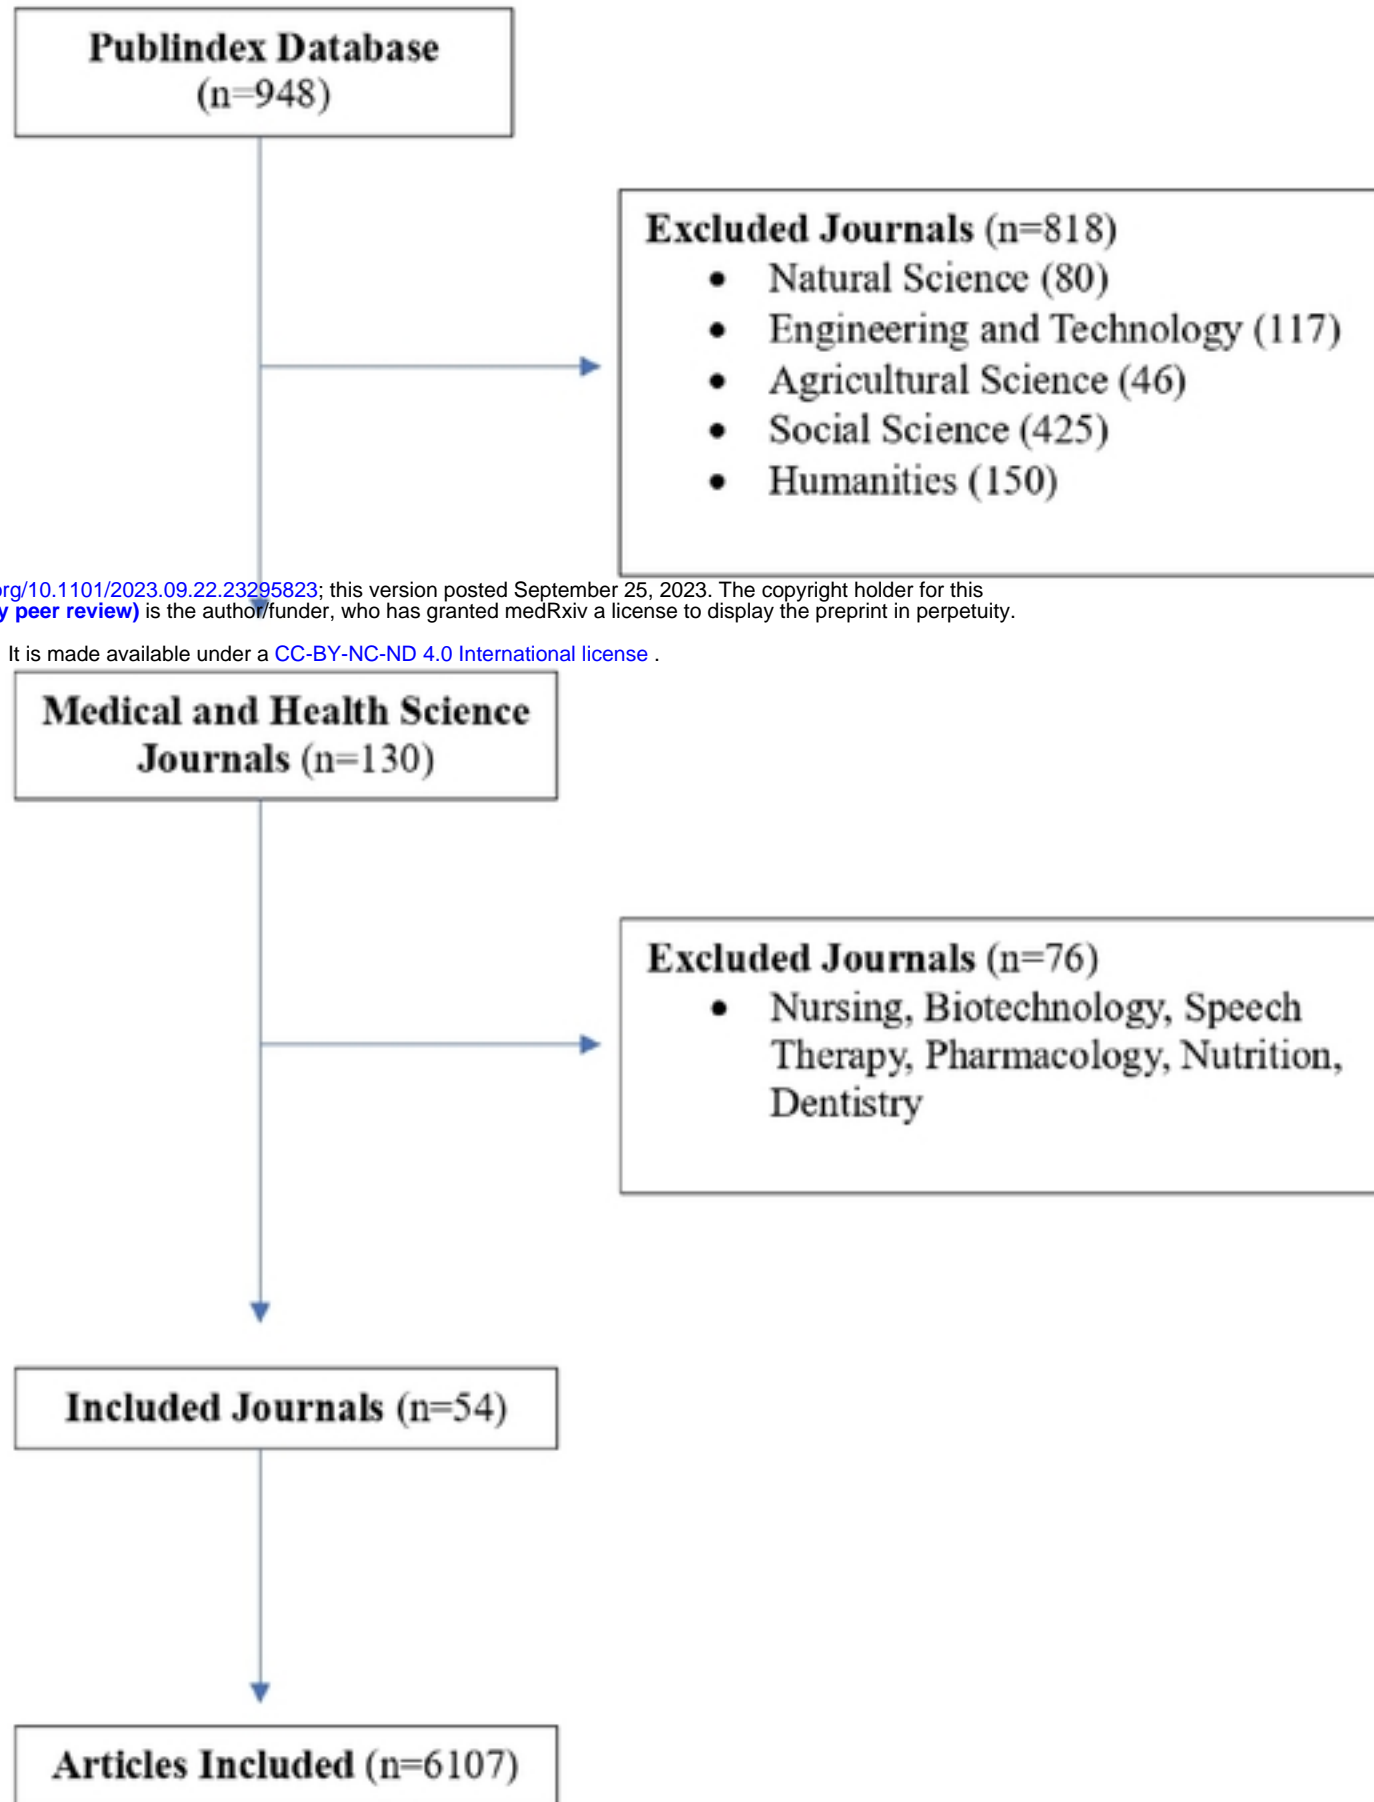 Publindex Database
(n=948)
Excluded Journals (n=818)
• Natural Science (80)
• Engineering and Technology (117)
• Agricultural Science (46)
• Social Science (425)
• Humanities (150)
org/10.1101/2023.09.22.23295823; this version posted September 25, 2023. The copyright holder for this
y peer review) is the author/funder, who has granted medRxiv a license to display the preprint in perpetuity.
It is made available under a CC-BY-NC-ND 4.0 International license .
Medical and Health Science
Journals (n=130)
Excluded Journals (n=76)
• Nursing, Biotechnology, Speech
Therapy, Pharmacology, Nutrition,
Dentistry
Included Journals (n=54)
Articles Included (n=6107)